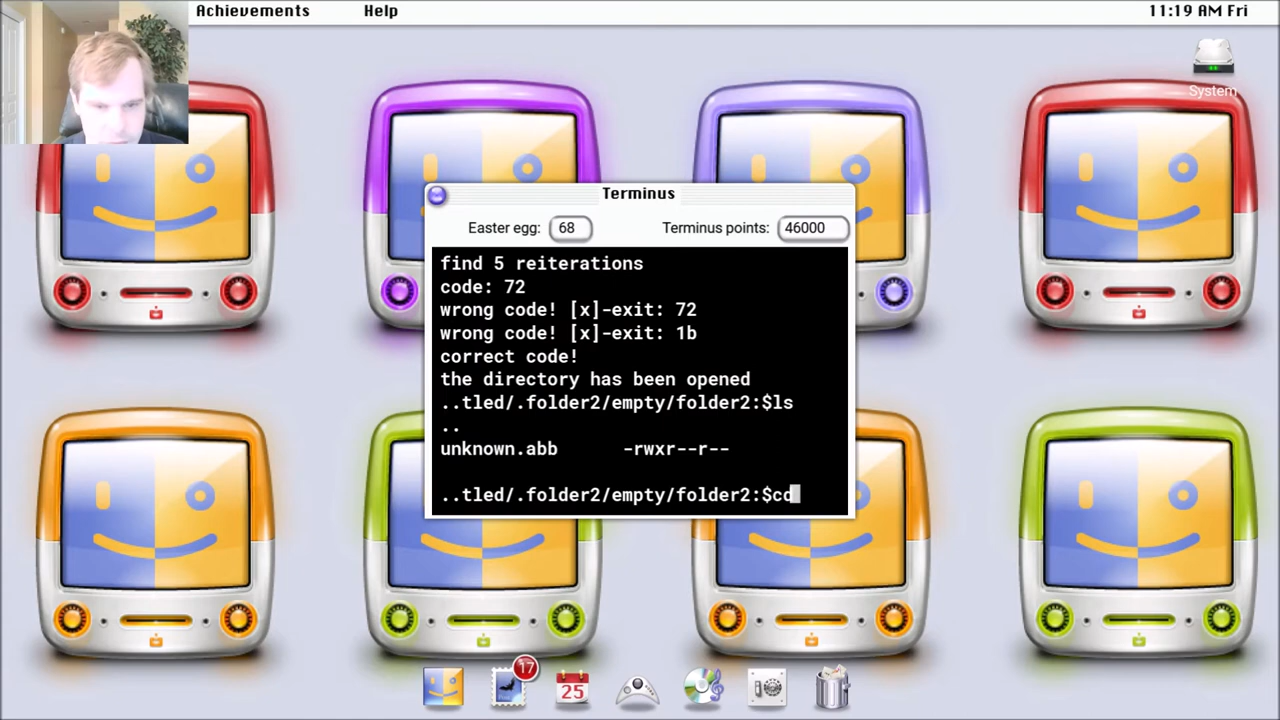 Achievements Help 11:19 AM Fri
System
Terminus
Easter egg: 68 Terminus points: 46000
find 5 reiterations
code: 72
wrong code! [x]-exit: 72
wrong code! [x]-exit: 1b
correct code!
the directory has been opened
..tled/.folder2/empty/folder2:$ls
..
unknown.abb -rwxr--r--
..tled/.folder2/empty/folder2:$cd
17
25